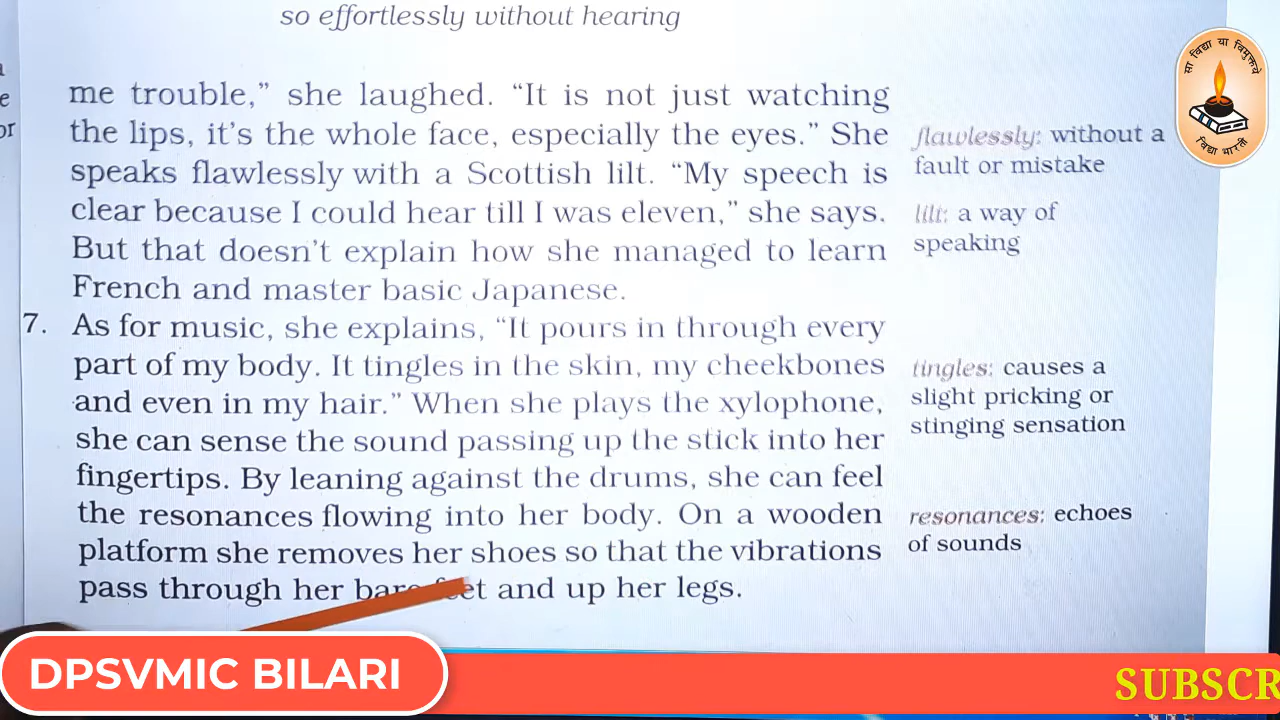 so effortlessly without hearing
me trouble,” she laughed. “It is not just watching
the lips, it’s the whole face, especially the eyes.” She
speaks flawlessly with a Scottish lilt. “My speech is
clear because I could hear till I was eleven,” she says.
But that doesn’t explain how she managed to learn
French and master basic Japanese.
7. As for music, she explains, “It pours in through every
part of my body. It tingles in the skin, my cheekbones
and even in my hair.” When she plays the xylophone,
she can sense the sound passing up the stick into her
fingertips. By leaning against the drums, she can feel
the resonances flowing into her body. On a wooden
platform she removes her shoes so that the vibrations
pass through her bare feet and up her legs.
flawlessly: without a
fault or mistake
lilt: a way of
speaking
tingles: causes a
slight pricking or
stinging sensation
resonances: echoes
of sounds
सा विद्या या विमुक्तये
विद्या भारती
DPSVMIC BILARI
SUBSCR